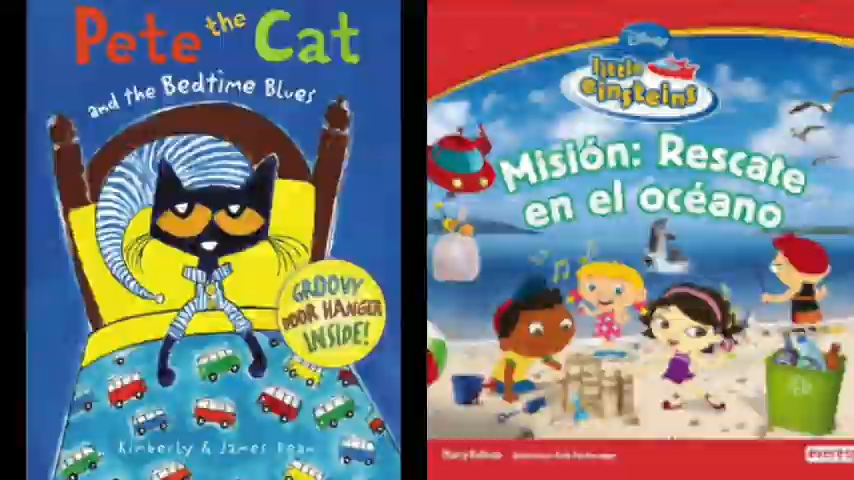 Pete the Cat
and the Bedtime Blues
GROOVY
DOOR HANGER
INSIDE!
Kimberly & James Dean
Disney
little
einsteins
Misión: Rescate
en el océano
everest